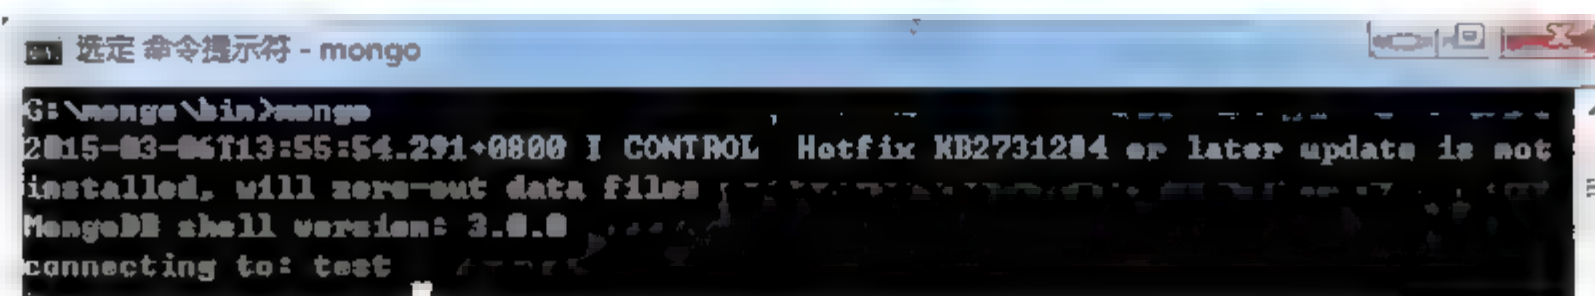 选定 命令提示符 - mongo
G:\mongo\bin>mongo
2015-03-06T13:55:54.291+0800 I CONTROL  Hotfix KB2731284 or later update is not
installed, will zero-out data files
MongoDB shell version: 3.0.0
connecting to: test